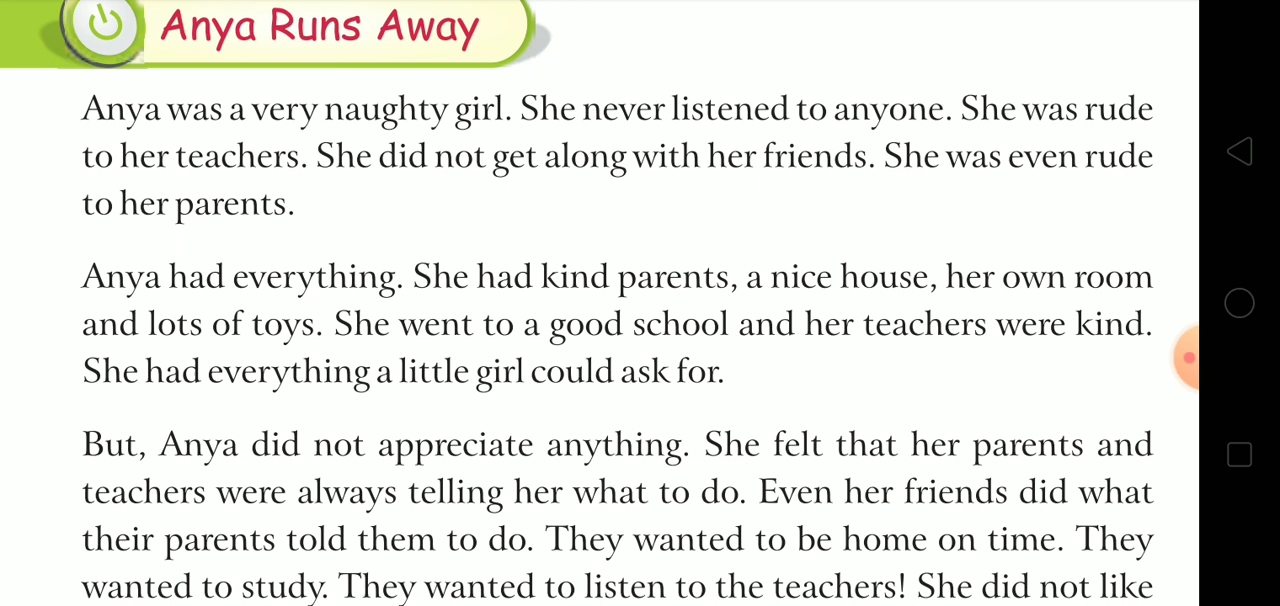 Anya Runs Away
Anya was a very naughty girl. She never listened to anyone. She was rude
to her teachers. She did not get along with her friends. She was even rude
to her parents.
Anya had everything. She had kind parents, a nice house, her own room
and lots of toys. She went to a good school and her teachers were kind.
She had everything a little girl could ask for.
But, Anya did not appreciate anything. She felt that her parents and
teachers were always telling her what to do. Even her friends did what
their parents told them to do. They wanted to be home on time. They
wanted to study. They wanted to listen to the teachers! She did not like